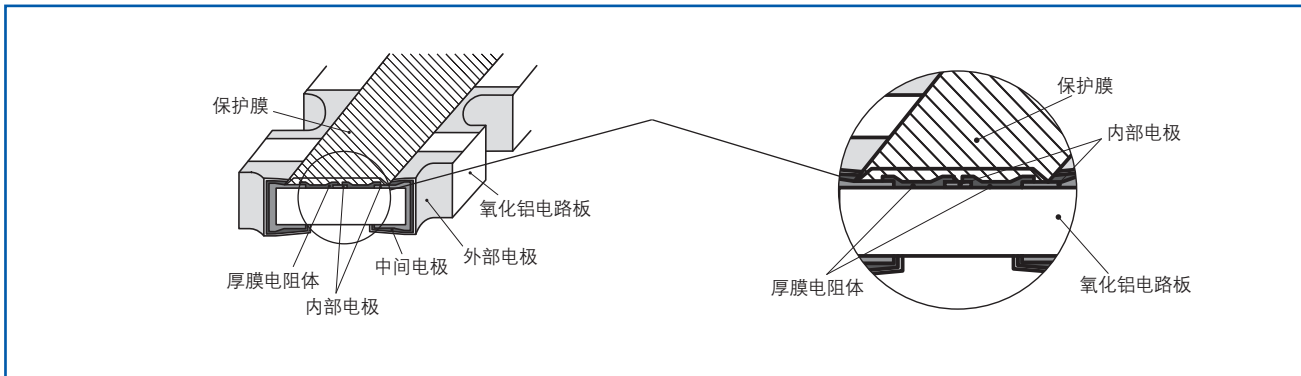 保护膜
氧化铝电路板
外部电极
中间电极
厚膜电阻体
内部电极
保护膜
内部电极
厚膜电阻体
氧化铝电路板